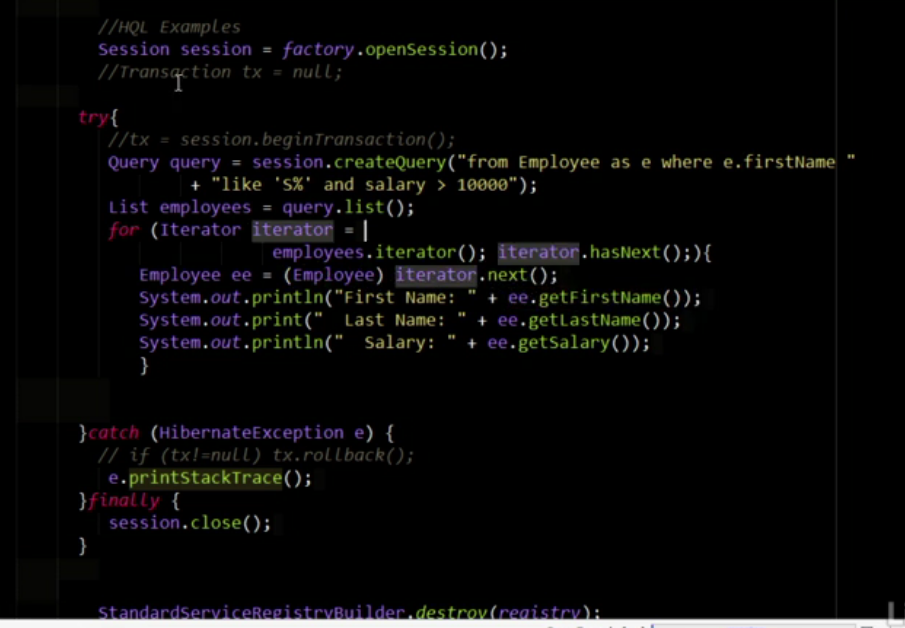 //HQL Examples
Session session = factory.openSession();
//Transaction tx = null;
try{
//tx = session.beginTransaction();
Query query = session.createQuery("from Employee as e where e.firstName "
+ "like 'S%' and salary > 10000");
List employees = query.list();
for (Iterator iterator =
employees.iterator(); iterator.hasNext();){
Employee ee = (Employee) iterator.next();
System.out.println("First Name: " + ee.getFirstName());
System.out.print("  Last Name: " + ee.getLastName());
System.out.println("  Salary: " + ee.getSalary());
}
}catch (HibernateException e) {
// if (tx!=null) tx.rollback();
e.printStackTrace();
}finally {
session.close();
}
StandardServiceRegistryBuilder.destroy(registry);